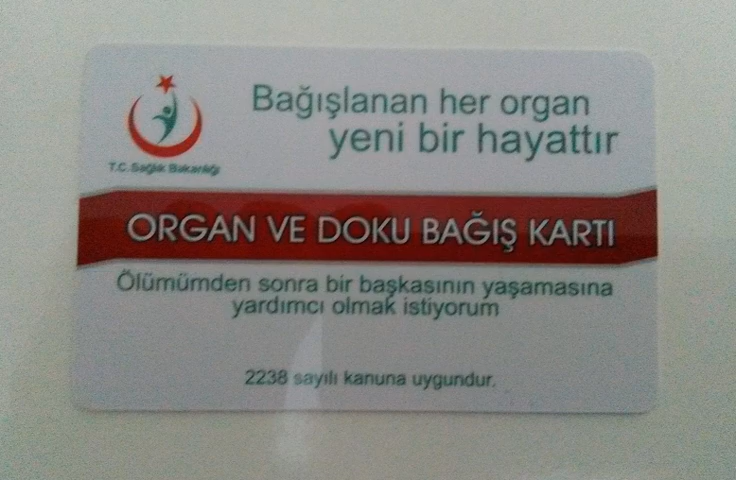 Bağışlanan her organ
yeni bir hayattır
T.C. Sağlık Bakanlığı
ORGAN VE DOKU BAĞIŞ KARTI
Ölümümden sonra bir başkasının yaşamasına
yardımcı olmak istiyorum
2238 sayılı kanuna uygundur.